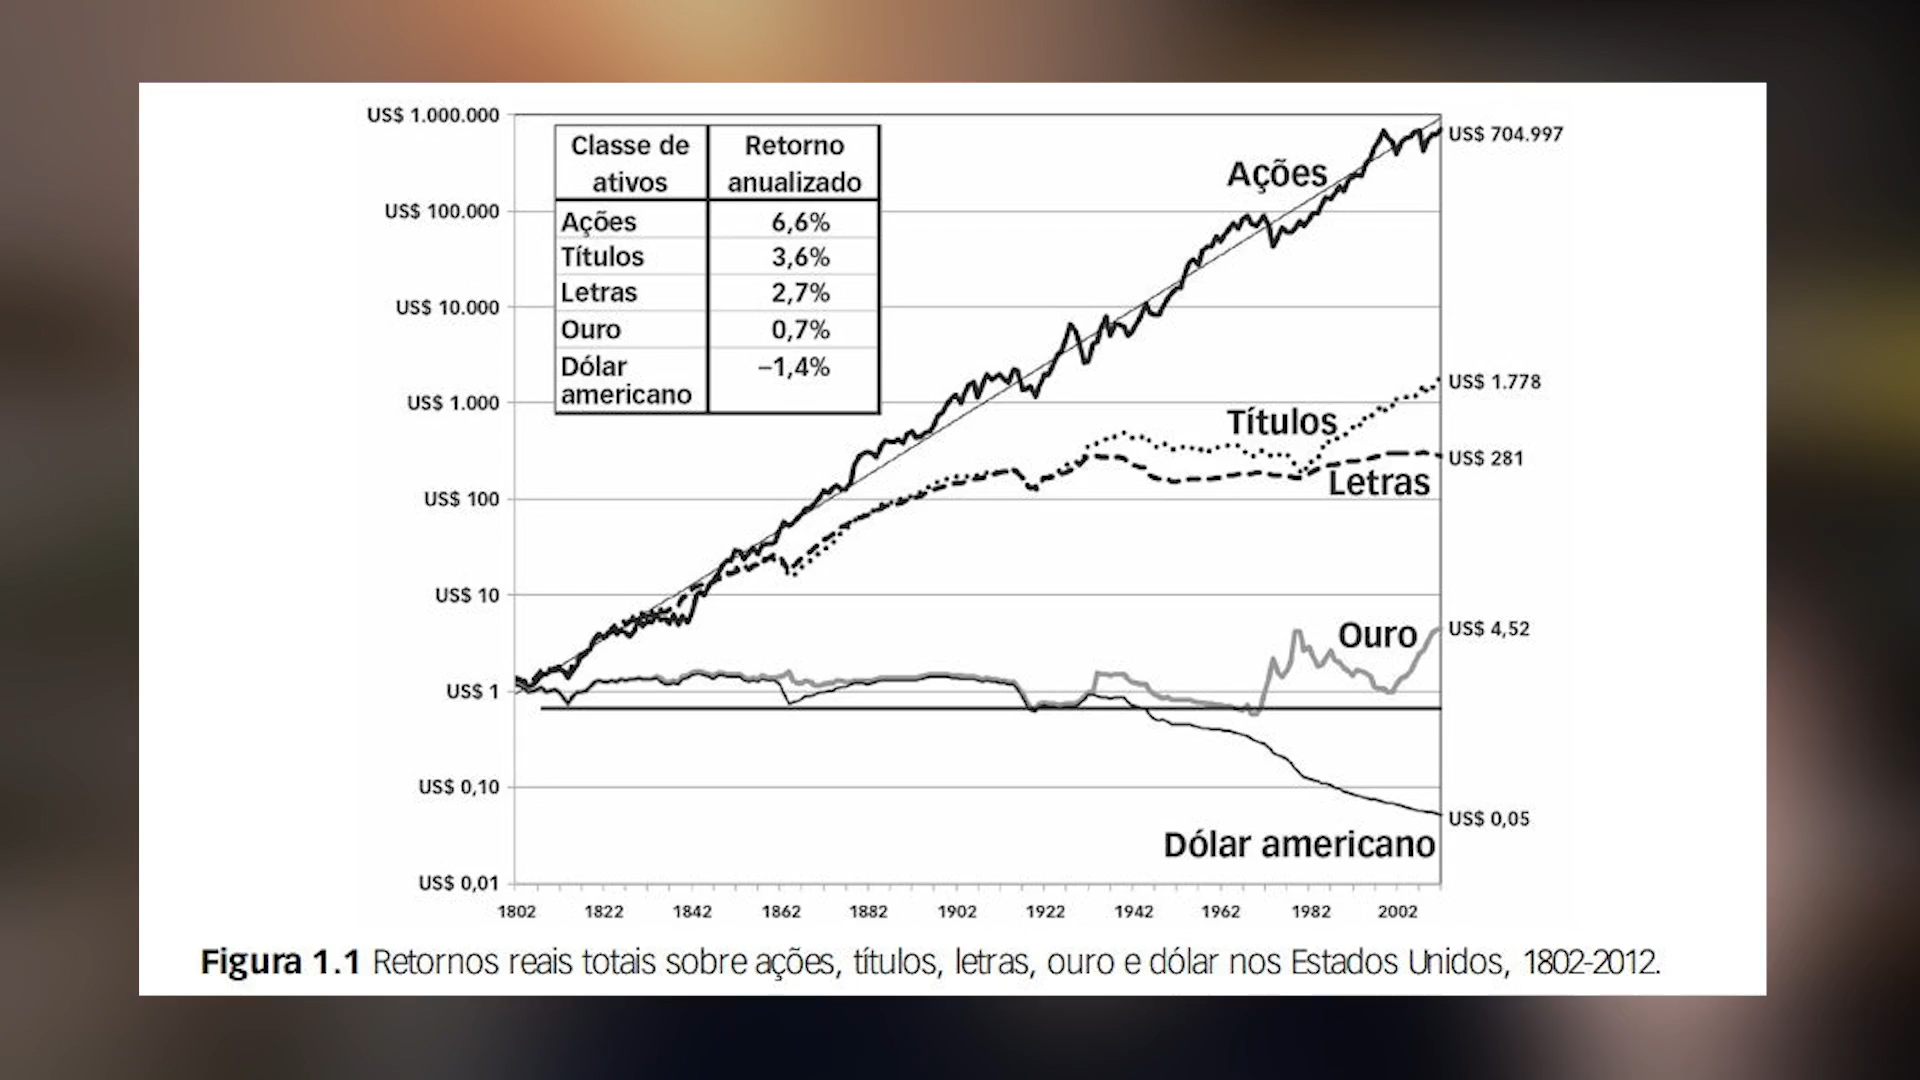 US$ 1.000.000
US$ 100.000
US$ 10.000
US$ 1.000
US$ 100
US$ 10
US$ 1
US$ 0,10
US$ 0,01
Classe de ativos
Retorno anualizado
Ações 6,6%
Títulos 3,6%
Letras 2,7%
Ouro 0,7%
Dólar americano –1,4%
Ações
US$ 704.997
US$ 1.778
Títulos
US$ 281
Letras
Ouro
US$ 4,52
US$ 0,05
Dólar americano
1802 1822 1842 1862 1882 1902 1922 1942 1962 1982 2002
Figura 1.1 Retornos reais totais sobre ações, títulos, letras, ouro e dólar nos Estados Unidos, 1802-2012.